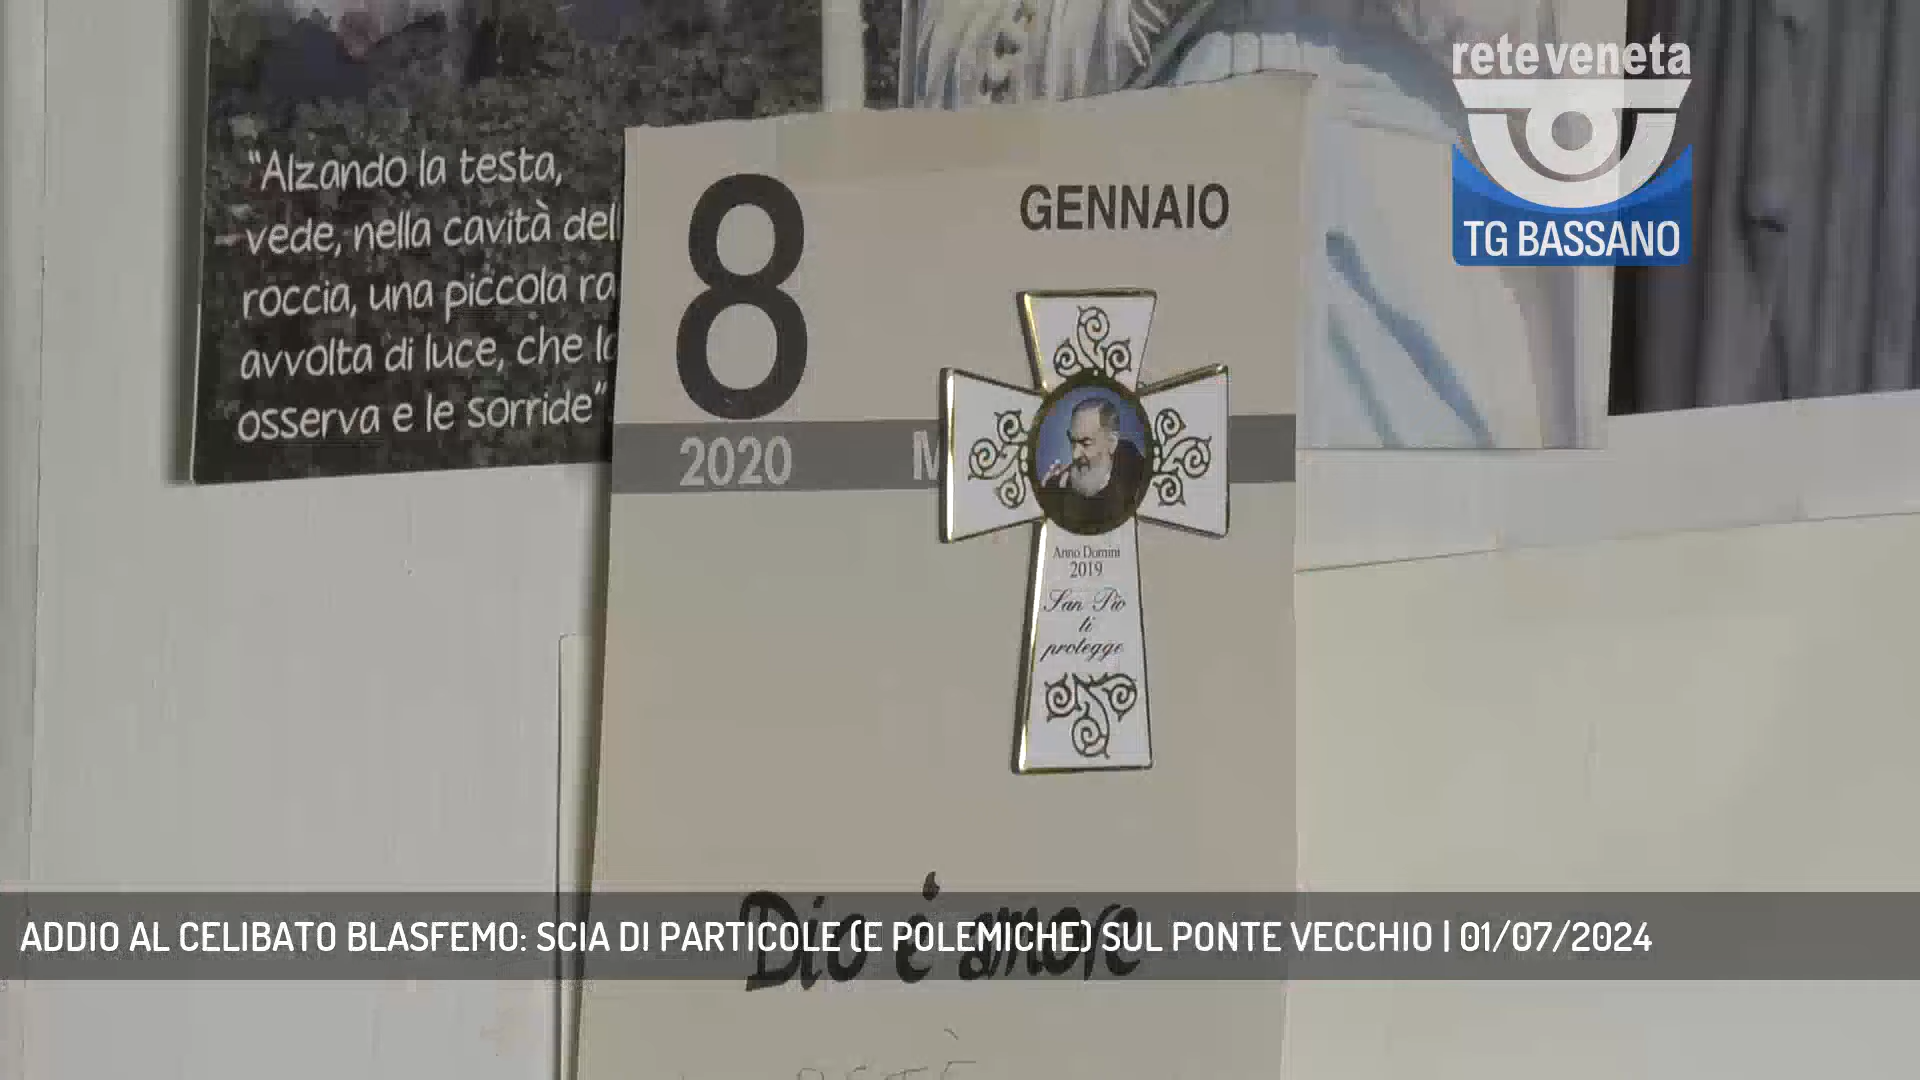 reteveneta
TG BASSANO
"Alzando la testa,
vede, nella cavità dell
roccia, una piccola ra
avvolta di luce, che
osserva e le sorride"
8
GENNAIO
2020 M
Anno Domini
2019
San Pio
ti
protegge
Dio è amore
ADDIO AL CELIBATO BLASFEMO: SCIA DI PARTICOLE (E POLEMICHE) SUL PONTE VECCHIO | 01/07/2024